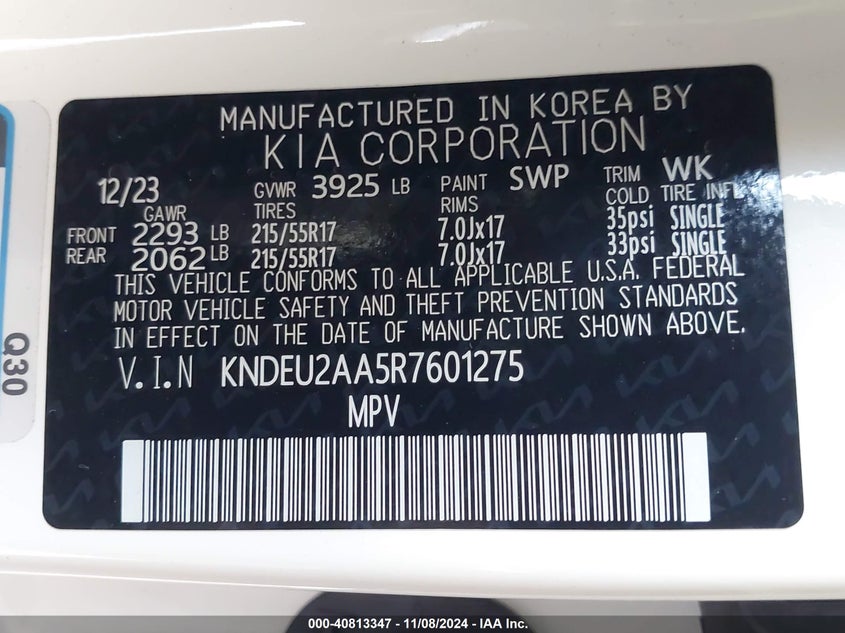 MANUFACTURED IN KOREA BY
KIA CORPORATION
12/23 GVWR 3925 LB PAINT SWP TRIM WK
GAWR TIRES RIMS COLD TIRE INFL
FRONT 2293 LB 215/55R17 7.0Jx17 35psi SINGLE
REAR 2062 LB 215/55R17 7.0Jx17 33psi SINGLE
THIS VEHICLE CONFORMS TO ALL APPLICABLE U.S.A. FEDERAL
MOTOR VEHICLE SAFETY AND THEFT PREVENTION STANDARDS
IN EFFECT ON THE DATE OF MANUFACTURE SHOWN ABOVE.
V.I.N KNDEU2AA5R7601275
MPV
Q30
000-40813347 - 11/08/2024 - IAAI Inc.